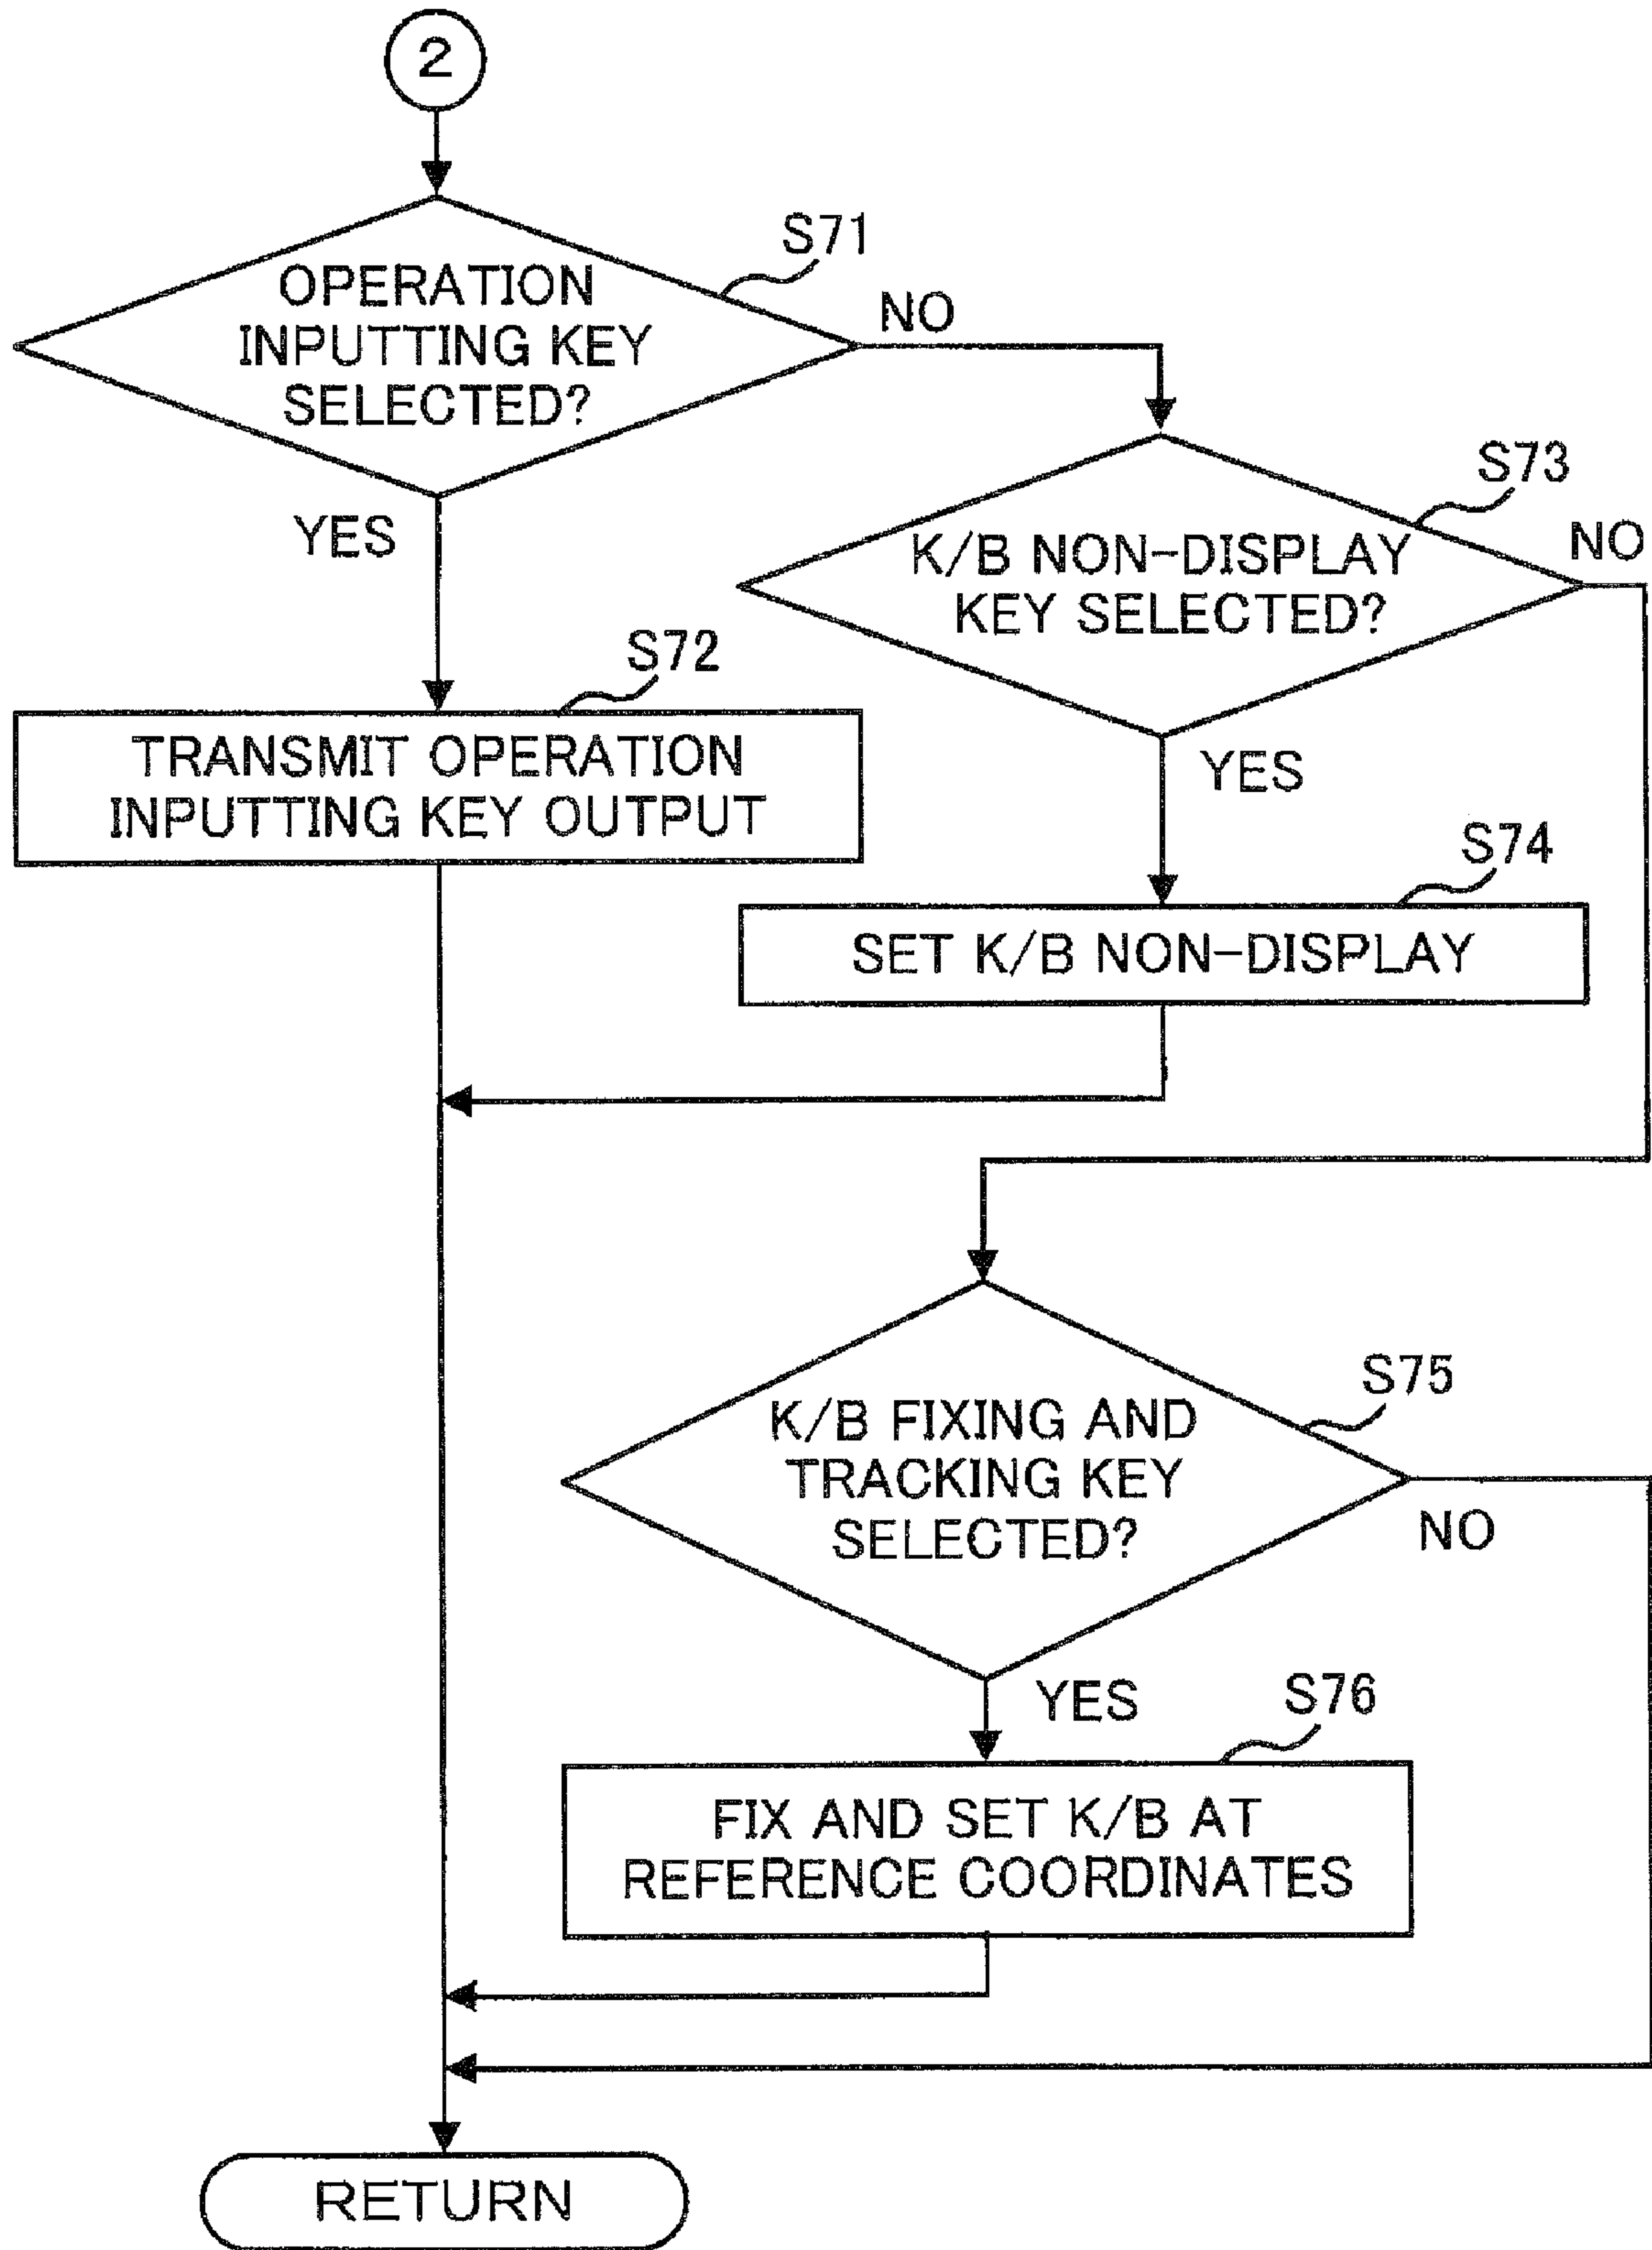 2
S71
OPERATION
INPUTTING KEY
SELECTED?
NO
YES
S73
K/B NON-DISPLAY
KEY SELECTED?
NO
YES
S72
TRANSMIT OPERATION
INPUTTING KEY OUTPUT
S74
SET K/B NON-DISPLAY
S75
K/B FIXING AND
TRACKING KEY
SELECTED?
NO
YES
S76
FIX AND SET K/B AT
REFERENCE COORDINATES
RETURN